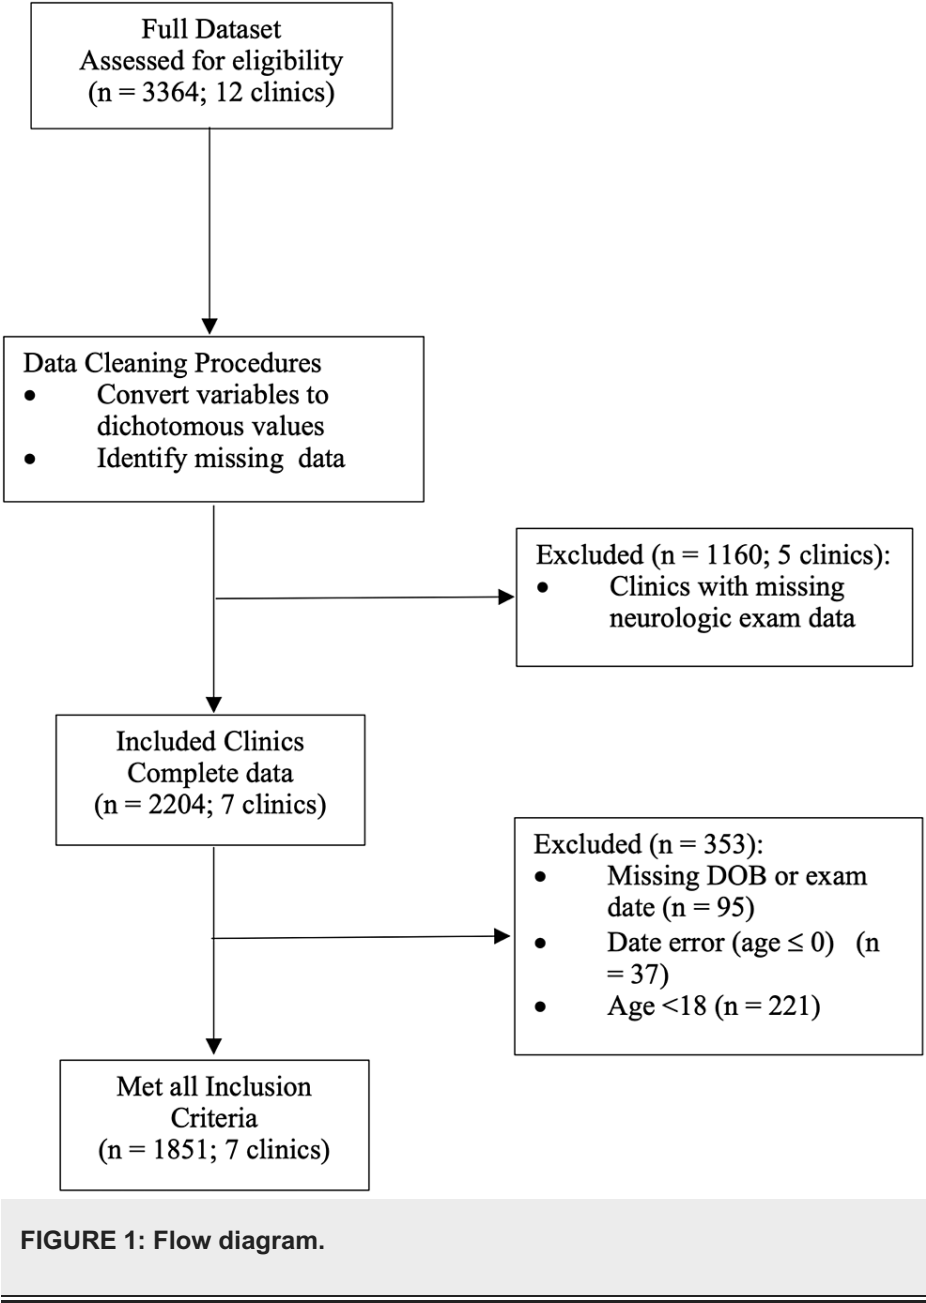 Full Dataset
Assessed for eligibility
(n = 3364; 12 clinics)
Data Cleaning Procedures
• Convert variables to
dichotomous values
• Identify missing  data
Excluded (n = 1160; 5 clinics):
• Clinics with missing
neurologic exam data
Included Clinics
Complete data
(n = 2204; 7 clinics)
Excluded (n = 353):
• Missing DOB or exam
date (n = 95)
• Date error (age ≤ 0)  (n
= 37)
• Age <18 (n = 221)
Met all Inclusion
Criteria
(n = 1851; 7 clinics)
FIGURE 1: Flow diagram.